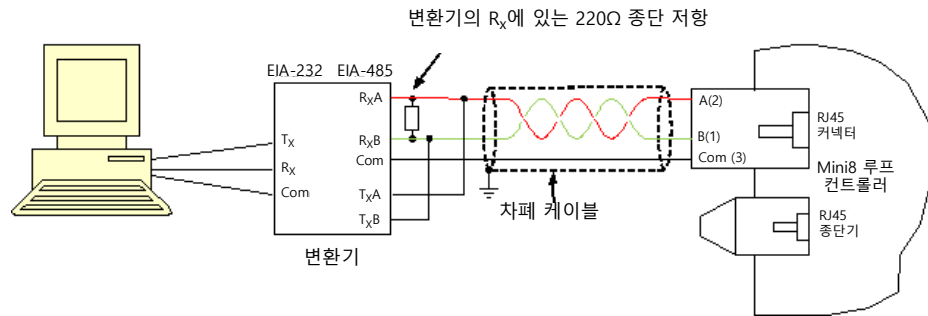 변환기의 Rx에 있는 220Ω 종단 저항
EIA-232 EIA-485
RxA
Tx
RxB
Rx
Com
Com
TxA
TxB
변환기
차폐 케이블
A(2)
B(1)
Com (3)
RJ45
커넥터
Mini8 루프
컨트롤러
RJ45
종단기